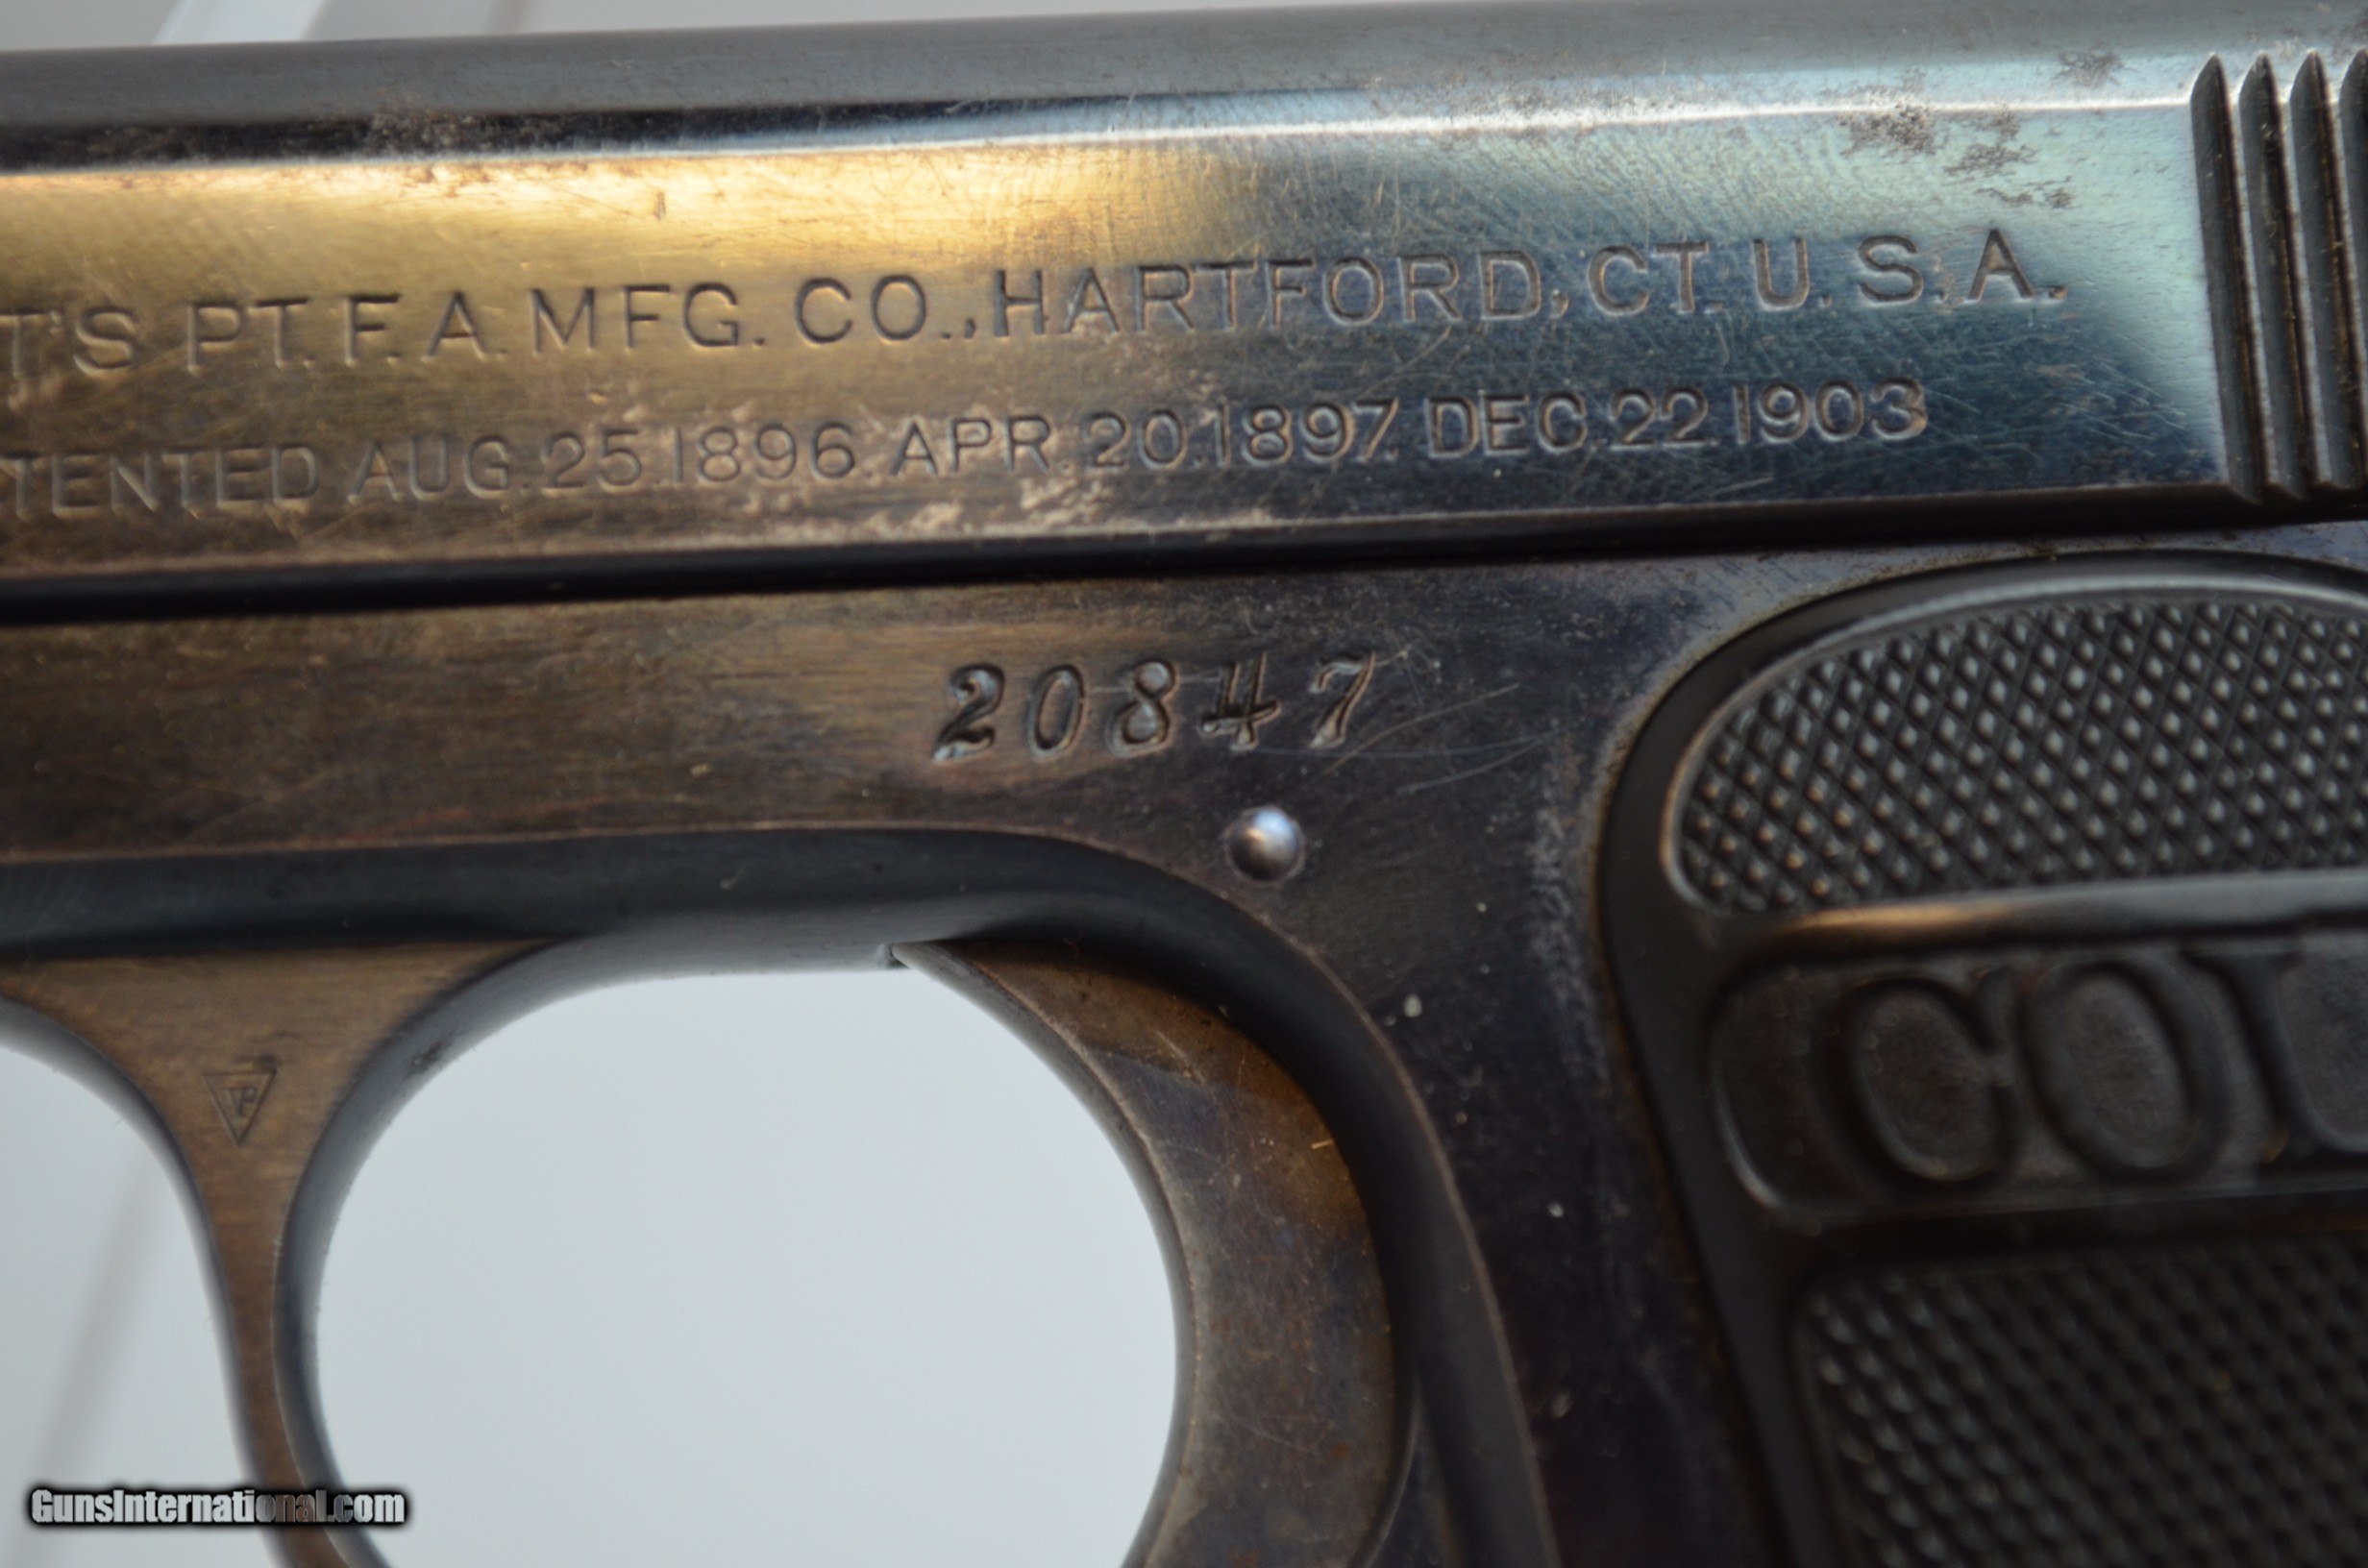 T'S PT. F. A. MFG. CO., HARTFORD, CT. U. S. A.
TENTED AUG. 25. 1896. APR. 20. 1897. DEC. 22. 1903
20847
COL
VP
GunsInternational.com